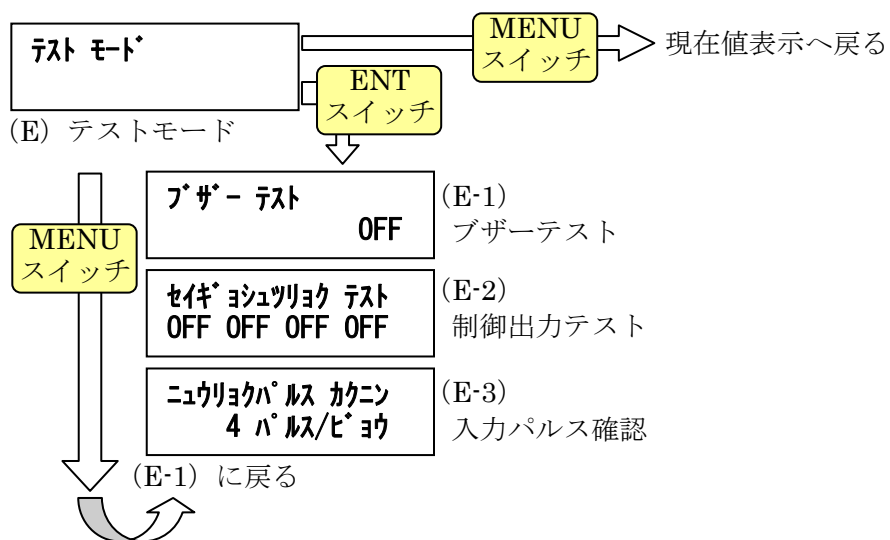 ﾃｽﾄ ﾓｰﾄﾞ
MENU
スイッチ
現在値表示へ戻る
ENT
スイッチ
(E) テストモード
ﾌﾞｻﾞｰ ﾃｽﾄ
OFF
(E-1)
ブザーテスト
MENU
スイッチ
ｾｲｷﾞｮｼｭﾂﾘｮｸ ﾃｽﾄ
OFF OFF OFF OFF
(E-2)
制御出力テスト
ﾆｭｳﾘｮｸﾊﾟﾙｽ ｶｸﾆﾝ
4 ﾊﾟﾙｽ/ﾋﾞｮｳ
(E-3)
入力パルス確認
(E-1) に戻る